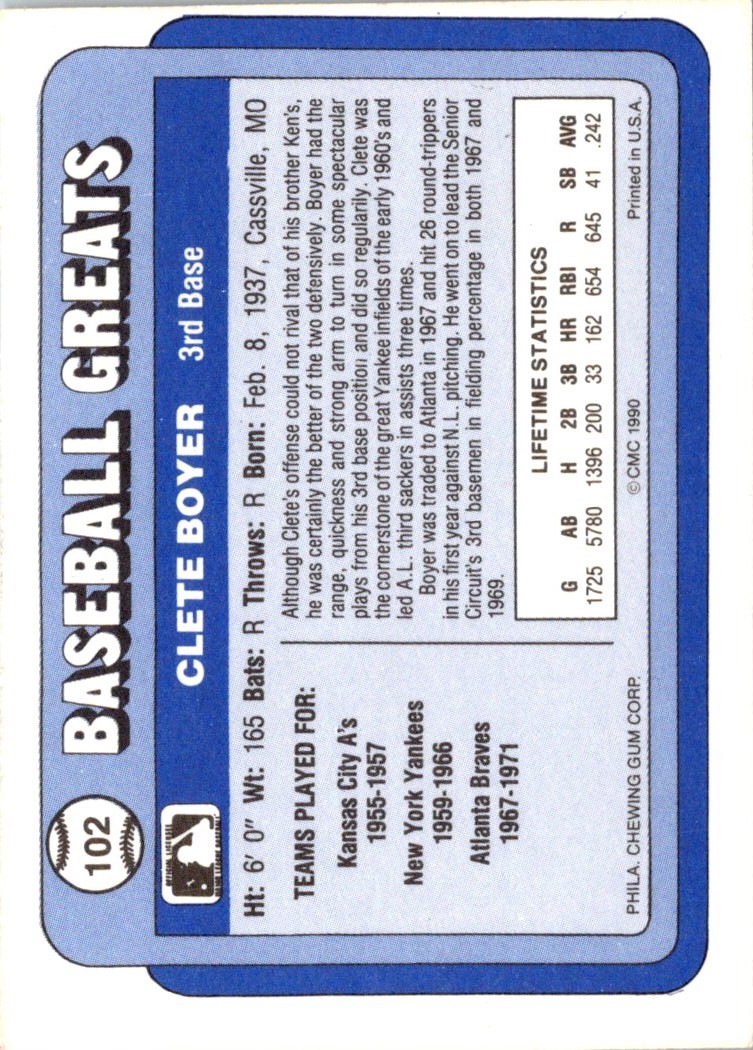 102
BASEBALL GREATS
CLETE BOYER 3rd Base
Ht: 6' 0" Wt: 165 Bats: R Throws: R Born: Feb. 8, 1937, Cassville, MO
TEAMS PLAYED FOR:
Kansas City A's
1955-1957
New York Yankees
1959-1966
Atlanta Braves
1967-1971
Although Clete's offense could not rival that of his brother Ken's,
he was certainly the better of the two defensively. Boyer had the
range, quickness and strong arm to turn in some spectacular
plays from his 3rd base position and did so regularly. Clete was
the cornerstone of the great Yankee infields of the early 1960's and
led A.L. third sackers in assists three times.
Boyer was traded to Atlanta in 1967 and hit 26 round-trippers
in his first year against N.L. pitching. He went on to lead the Senior
Circuit's 3rd basemen in fielding percentage in both 1967 and
1969.
LIFETIME STATISTICS
G AB H 2B 3B HR RBI R SB AVG
1725 5780 1396 200 33 162 654 645 41 .242
PHILA. CHEWING GUM CORP. © CMC 1990 Printed in U.S.A.